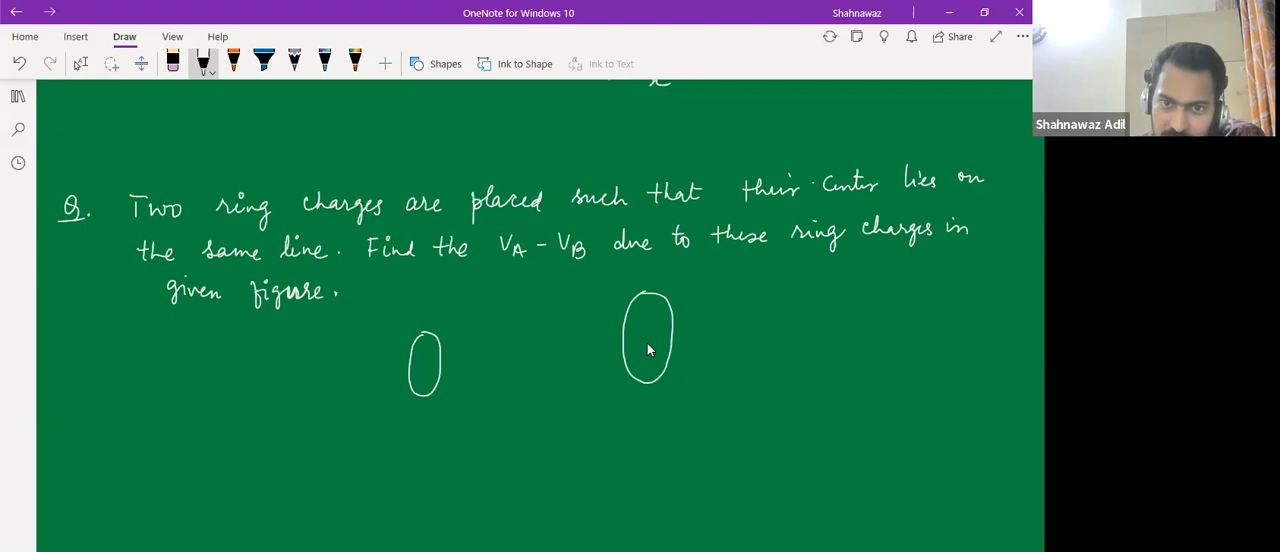 OneNote for Windows 10
Shahnawaz
Home Insert Draw View Help
Share
Shapes
Ink to Shape
Ink to Text
Shahnawaz Adil
Q. Two ring charges are placed such that their center lies on
the same line. Find the VA - VB due to these ring charges in
given figure.